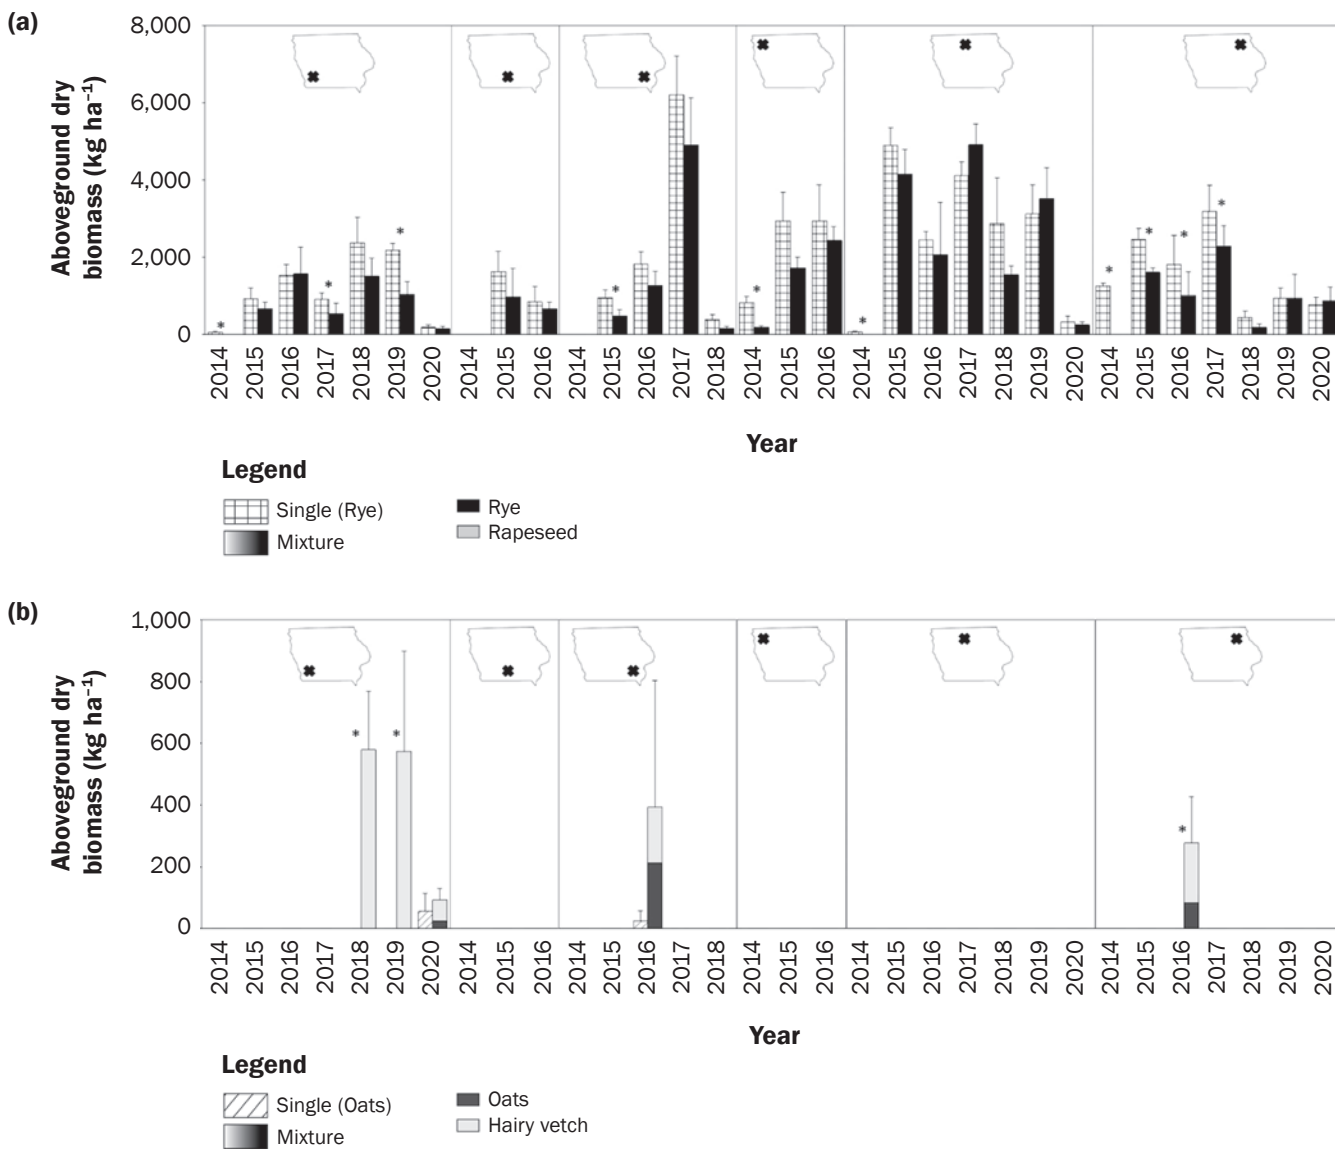 (a)
Aboveground dry
biomass (kg ha⁻¹)
8,000
6,000
4,000
2,000
0
* * * * * * * * * *
2014 2015 2016 2017 2018 2019 2020 2014 2015 2016 2014 2015 2016 2017 2018 2014 2015 2016 2014 2015 2016 2017 2018 2019 2020 2014 2015 2016 2017 2018 2019 2020
Year
Legend
Single (Rye)
Mixture
Rye
Rapeseed
(b)
Aboveground dry
biomass (kg ha⁻¹)
1,000
800
600
400
200
0
* * *
2014 2015 2016 2017 2018 2019 2020 2014 2015 2016 2014 2015 2016 2017 2018 2014 2015 2016 2014 2015 2016 2017 2018 2019 2020 2014 2015 2016 2017 2018 2019 2020
Year
Legend
Single (Oats)
Mixture
Oats
Hairy vetch